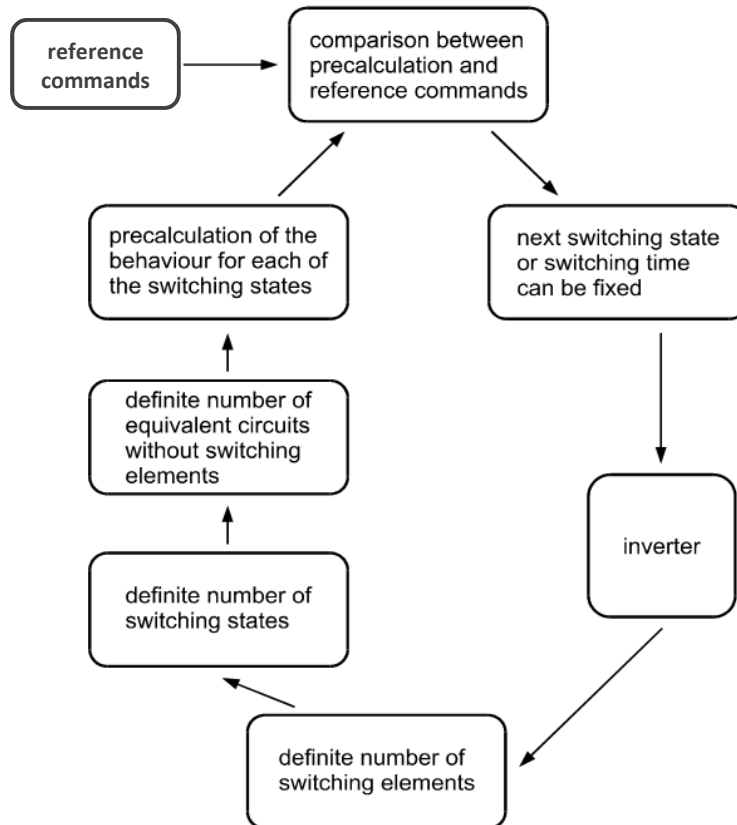 reference
commands
comparison between
precalculation and
reference commands
precalculation of the
behaviour for each of
the switching states
next switching state
or switching time
can be fixed
definite number of
equivalent circuits
without switching
elements
inverter
definite number of
switching states
definite number of
switching elements